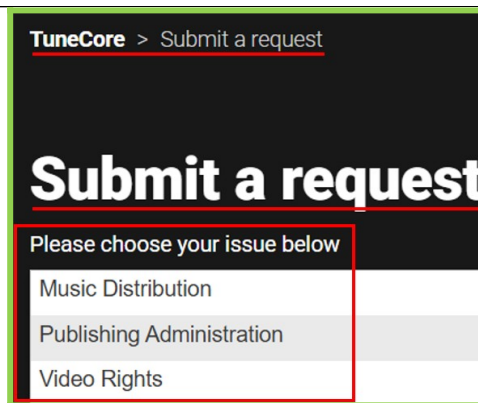 TuneCore > Submit a request
Submit a request
Please choose your issue below
Music Distribution
Publishing Administration
Video Rights